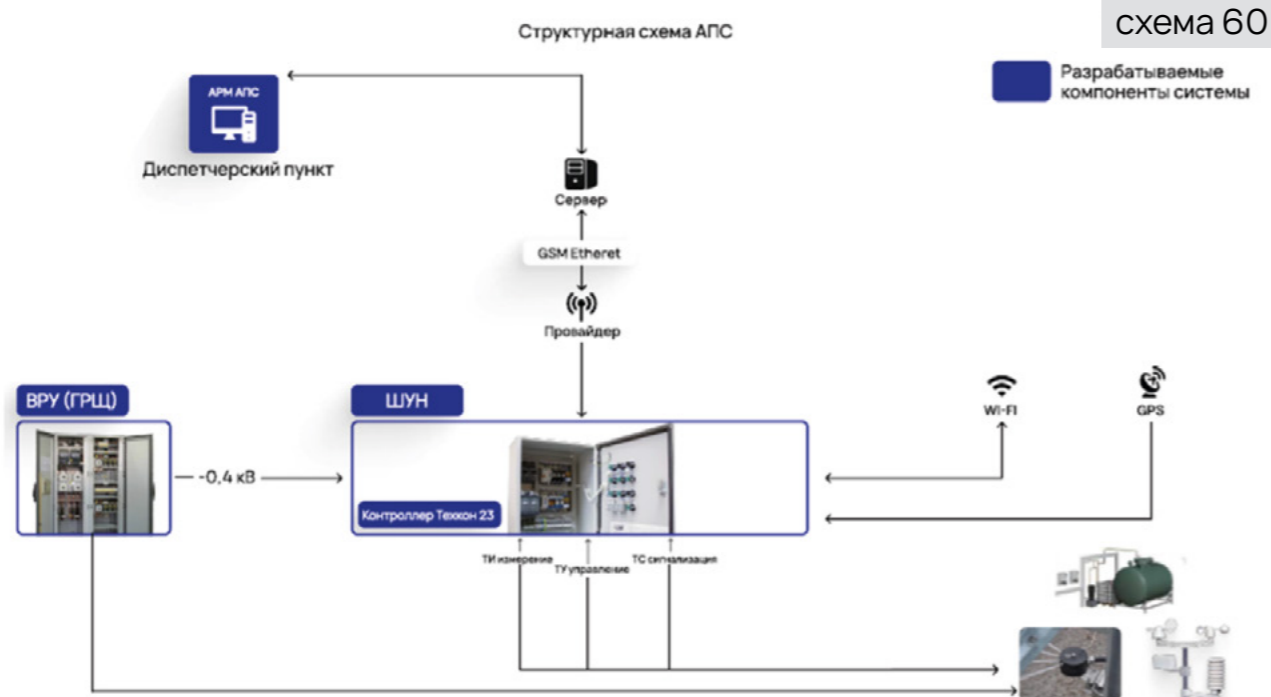 схема 60
Структурная схема АПС
Разрабатываемые
компоненты системы
АРМ АПС
Диспетчерский пункт
Сервер
GSM Etheret
Провайдер
ВРУ (ГРЩ)
ШУН
WI-FI
GPS
-0,4 кВ
Контроллер Теккон 23
ТИ измерение
ТУ управление
ТС сигнализация